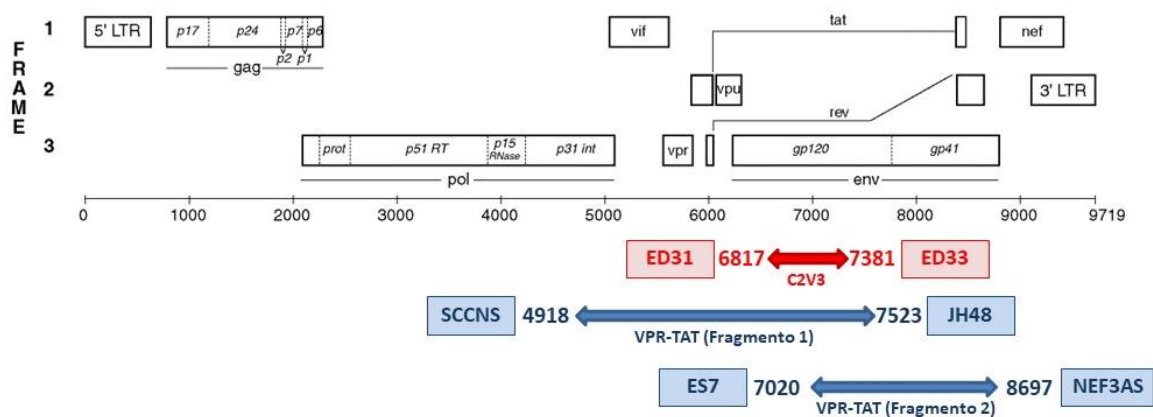 FRAME
1
5' LTR
p17
p24
p7
p6
p2
p1
gag
vif
tat
nef
2
vpu
3' LTR
rev
3
prot
p51 RT
p15
RNase
p31 int
vpr
gp120
gp41
pol
env
0 1000 2000 3000 4000 5000 6000 7000 8000 9000 9719
ED31 6817 7381 ED33
C2V3
SCCNS 4918 7523 JH48
VPR-TAT (Fragmento 1)
ES7 7020 8697 NEF3AS
VPR-TAT (Fragmento 2)